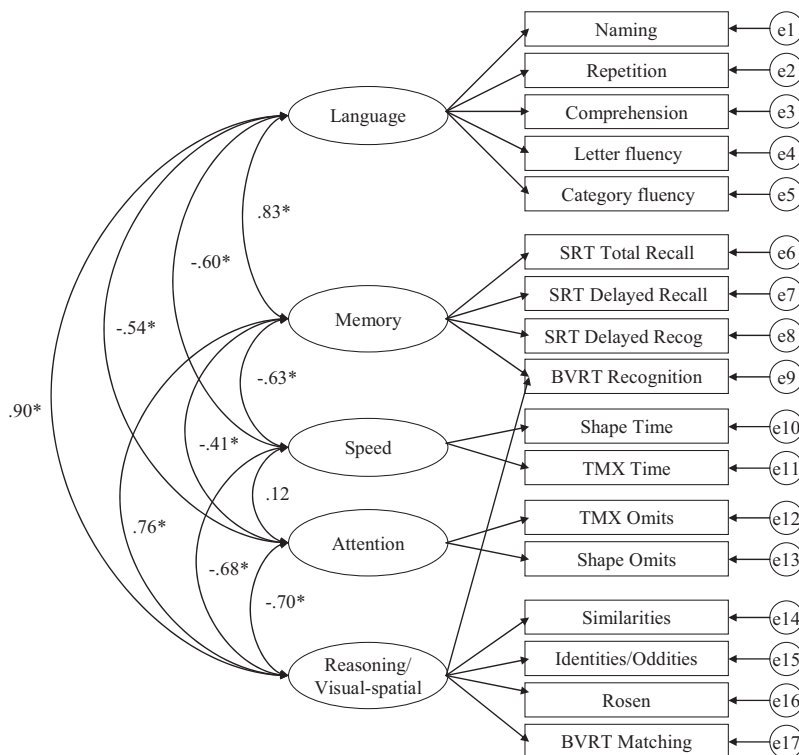 Naming
e1
Repetition
e2
Language
Comprehension
e3
Letter fluency
e4
Category fluency
e5
.83*
SRT Total Recall
e6
-.60*
SRT Delayed Recall
e7
Memory
-.54*
SRT Delayed Recog
e8
BVRT Recognition
e9
-.63*
.90*
Shape Time
e10
-.41*
Speed
TMX Time
e11
.12
TMX Omits
e12
.76*
Attention
Shape Omits
e13
-.68*
-.70*
Similarities
e14
Reasoning/
Visual-spatial
Identities/Oddities
e15
Rosen
e16
BVRT Matching
e17